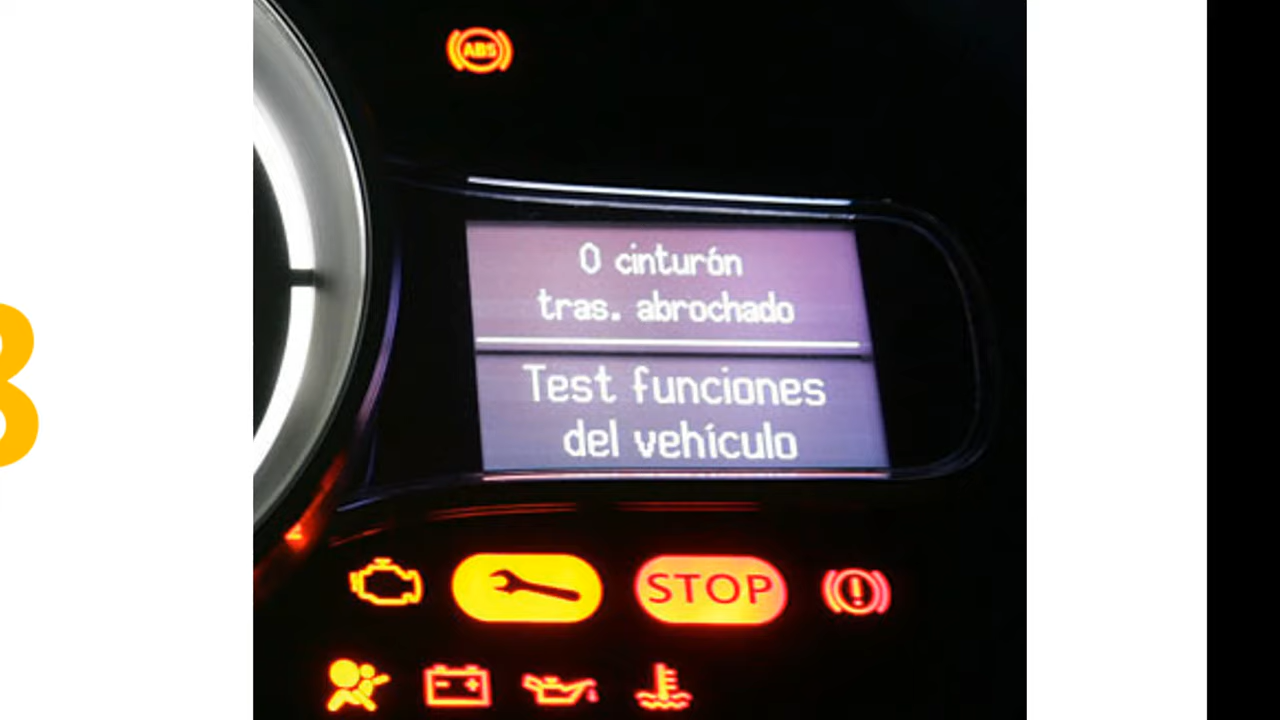 ABS
0 cinturón
tras. abrochado
Test funciones
del vehículo
STOP